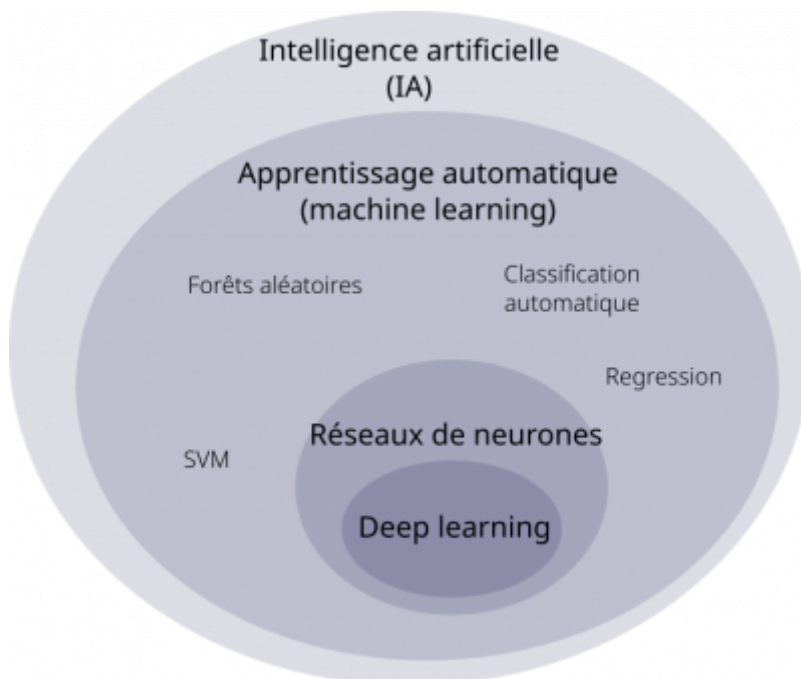 Intelligence artificielle
(IA)
Apprentissage automatique
(machine learning)
Forêts aléatoires
Classification
automatique
Regression
Réseaux de neurones
SVM
Deep learning